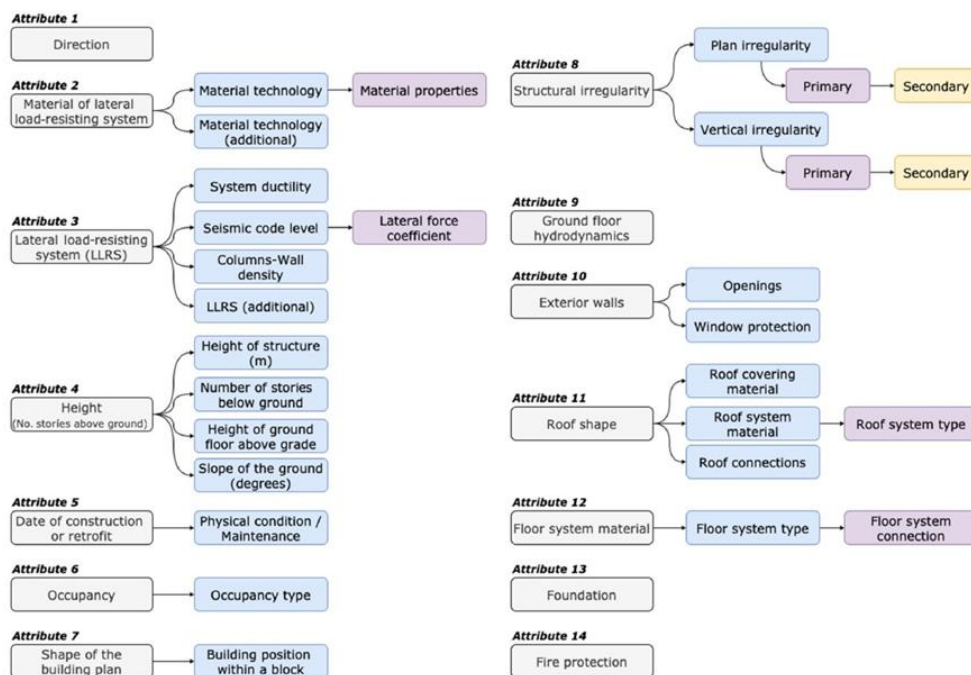 Attribute 1
Direction
Attribute 2
Material of lateral
load-resisting system
Material technology
Material properties
Material technology
(additional)
Attribute 3
Lateral load-resisting
system (LLRS)
System ductility
Seismic code level
Lateral force
coefficient
Columns-Wall
density
LLRS (additional)
Attribute 4
Height
(No. stories above ground)
Height of structure
(m)
Number of stories
below ground
Height of ground
floor above grade
Slope of the ground
(degrees)
Attribute 5
Date of construction
or retrofit
Physical condition /
Maintenance
Attribute 6
Occupancy
Occupancy type
Attribute 7
Shape of the
building plan
Building position
within a block
Attribute 8
Structural irregularity
Plan irregularity
Primary
Secondary
Vertical irregularity
Primary
Secondary
Attribute 9
Ground floor
hydrodynamics
Attribute 10
Exterior walls
Openings
Window protection
Attribute 11
Roof shape
Roof covering
material
Roof system
material
Roof system type
Roof connections
Attribute 12
Floor system material
Floor system type
Floor system
connection
Attribute 13
Foundation
Attribute 14
Fire protection